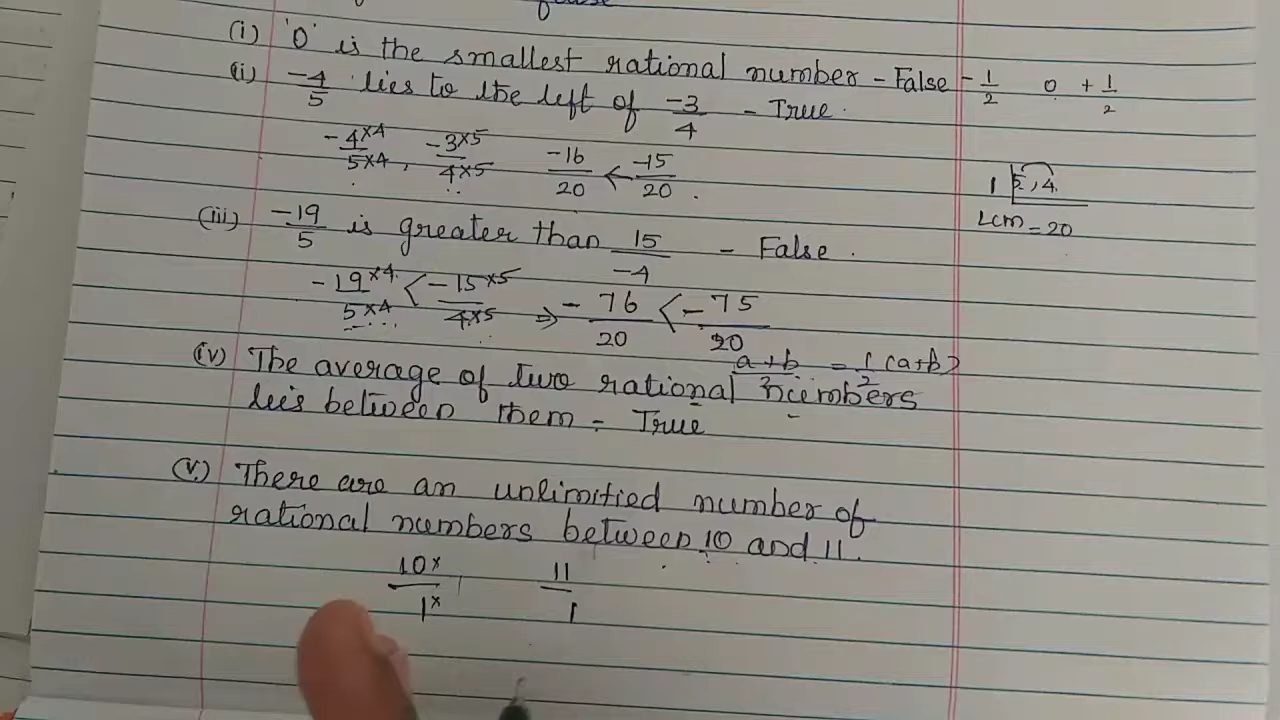 (i) '0' is the smallest rational number - False -1/2 0 +1/2
(i) -4/5 lies to the left of -3/4 - True.
-4×4/5×4, -3×5/4×5 -16/20 < -15/20.
1 5,4
LCM = 20
(iii) -19/5 is greater than 15/-4 - False.
-19×4/5×4 < -15×5/4×5 ⇒ -76/20 < -75/20
a+b/2 = 1/2 (a+b)
(iv) The average of two rational numbers
lies between them - True
(v.) There are an unlimitied number of
rational numbers between 10 and 11.
10×/1× 11/1